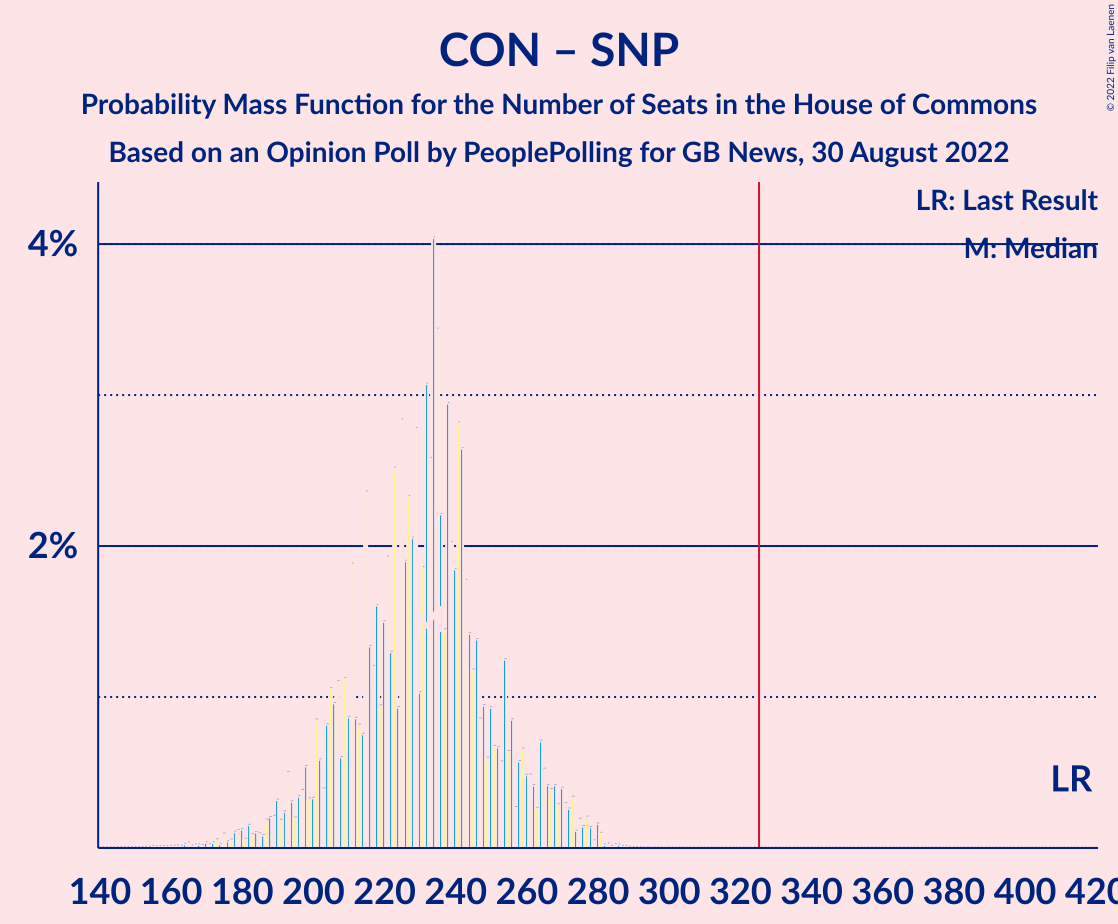 CON – SNP
Probability Mass Function for the Number of Seats in the House of Commons
Based on an Opinion Poll by PeoplePolling for GB News, 30 August 2022
© 2022 Filip van Laenen
LR: Last Result
M: Median
4%
2%
LR
140 160 180 200 220 240 260 280 300 320 340 360 380 400 420